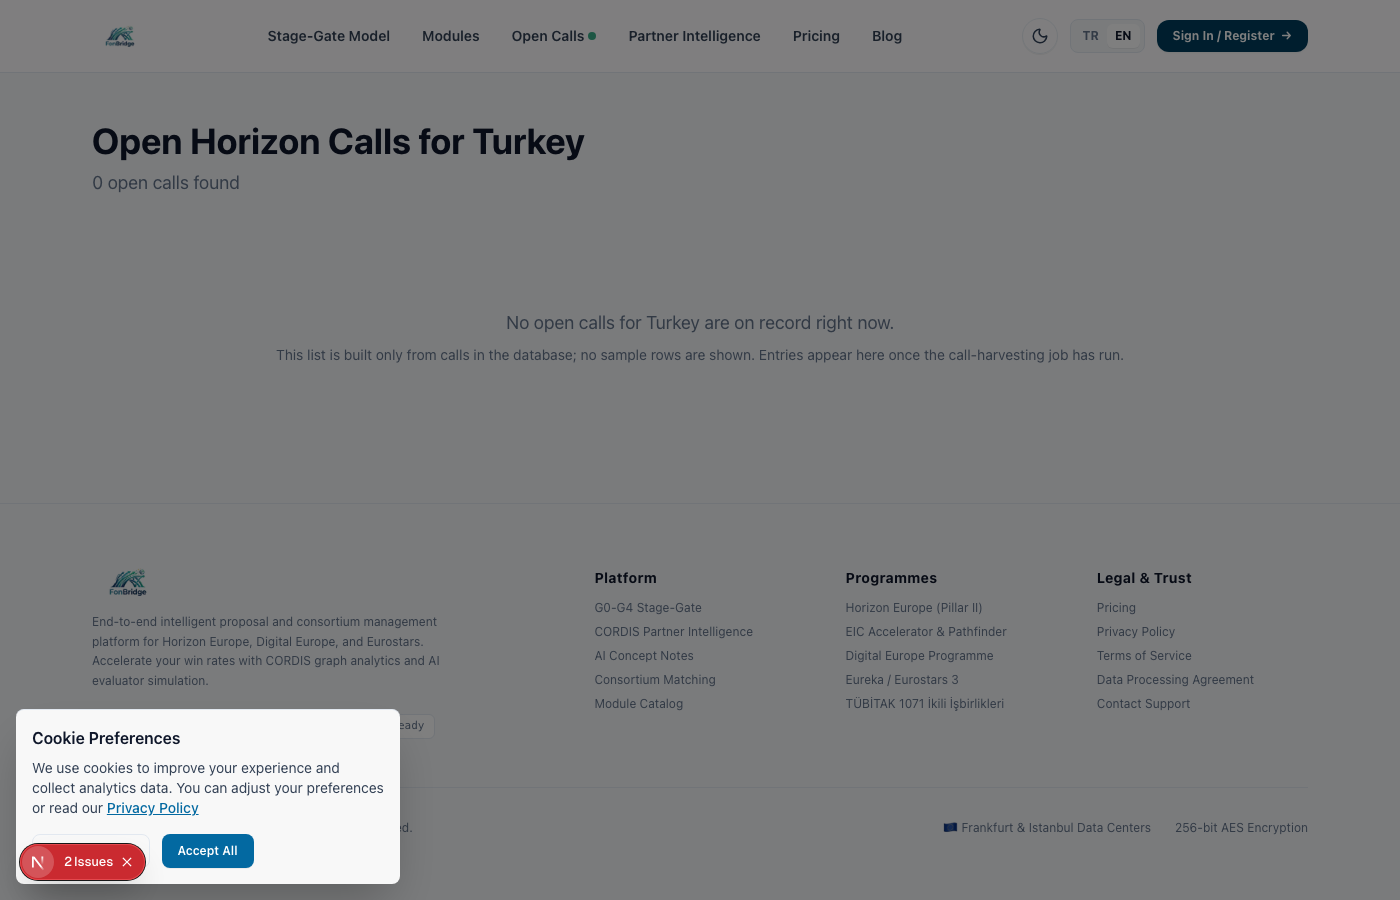 FonBridge
Stage-Gate Model
Modules
Open Calls
Partner Intelligence
Pricing
Blog
TR
EN
Sign In / Register →
Open Horizon Calls for Turkey
0 open calls found
No open calls for Turkey are on record right now.
This list is built only from calls in the database; no sample rows are shown. Entries appear here once the call-harvesting job has run.
FonBridge
End-to-end intelligent proposal and consortium management
platform for Horizon Europe, Digital Europe, and Eurostars.
Accelerate your win rates with CORDIS graph analytics and AI
evaluator simulation.
Platform
G0-G4 Stage-Gate
CORDIS Partner Intelligence
AI Concept Notes
Consortium Matching
Module Catalog
Programmes
Horizon Europe (Pillar II)
EIC Accelerator & Pathfinder
Digital Europe Programme
Eureka / Eurostars 3
TÜBİTAK 1071 İkili İşbirlikleri
Legal & Trust
Pricing
Privacy Policy
Terms of Service
Data Processing Agreement
Contact Support
Frankfurt & Istanbul Data Centers
256-bit AES Encryption
Cookie Preferences
We use cookies to improve your experience and
collect analytics data. You can adjust your preferences
or read our Privacy Policy
Accept All
N
2 Issues